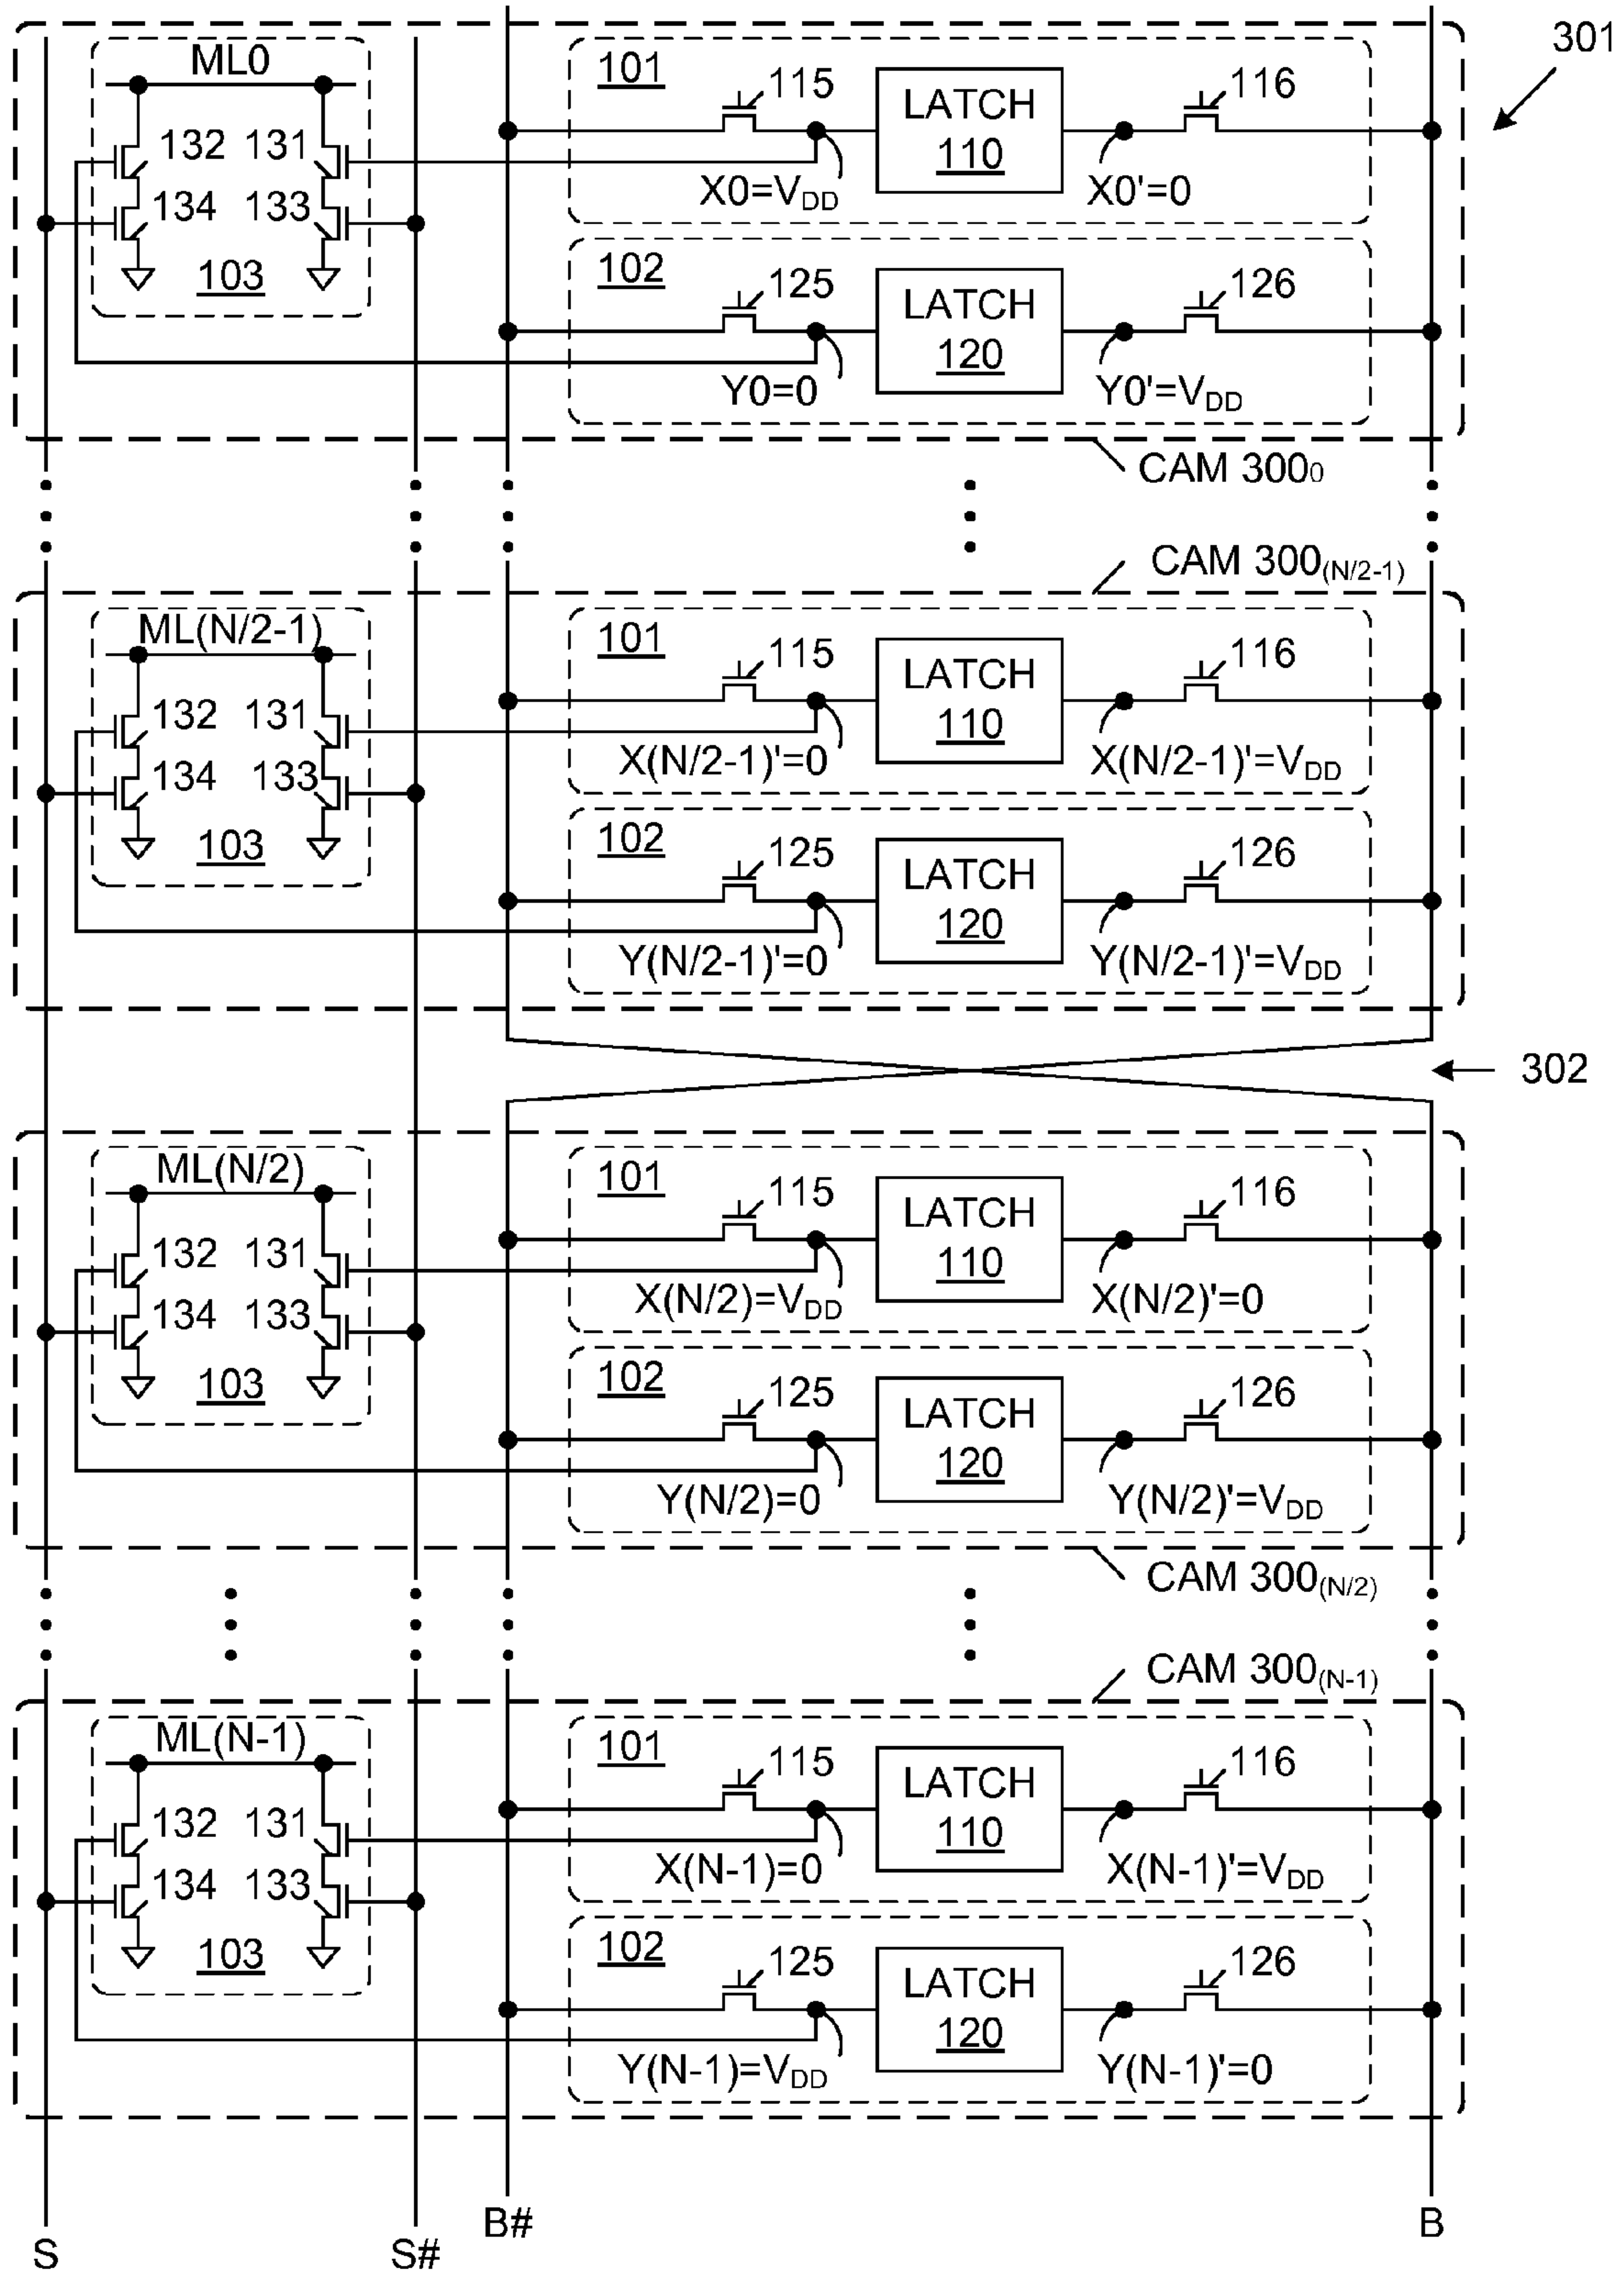 301
ML0
101
115
LATCH
110
116
132
131
X0=VDD
X0'=0
134
133
103
102
125
LATCH
120
126
Y0=0
Y0'=VDD
CAM 3000
CAM 300(N/2-1)
ML(N/2-1)
101
115
LATCH
110
116
132
131
X(N/2-1)'=0
X(N/2-1)'=VDD
134
133
103
102
125
LATCH
120
126
Y(N/2-1)'=0
Y(N/2-1)'=VDD
302
ML(N/2)
101
115
LATCH
110
116
132
131
X(N/2)=VDD
X(N/2)'=0
134
133
103
102
125
LATCH
120
126
Y(N/2)=0
Y(N/2)'=VDD
CAM 300(N/2)
CAM 300(N-1)
ML(N-1)
101
115
LATCH
110
116
132
131
X(N-1)=0
X(N-1)'=VDD
134
133
103
102
125
LATCH
120
126
Y(N-1)=VDD
Y(N-1)'=0
S
S#
B#
B